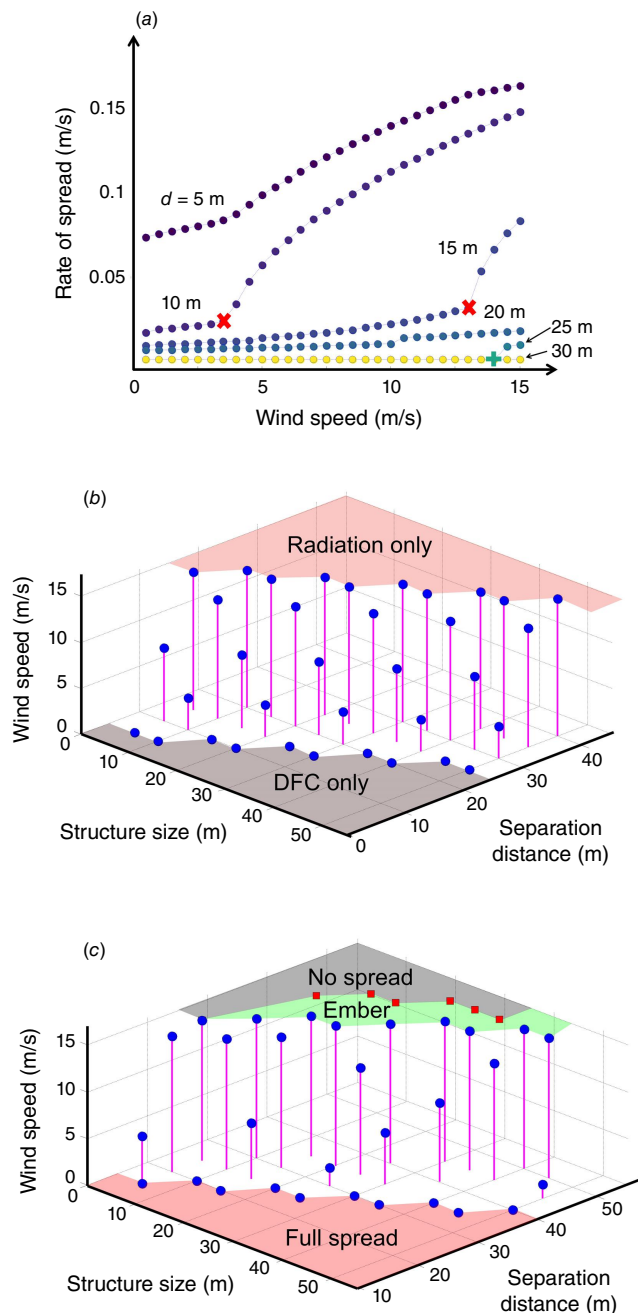 (a)
Rate of spread (m/s)
0.15
0.1
0.05
d = 5 m
10 m
15 m
20 m
25 m
30 m
0
5
10
15
Wind speed (m/s)
(b)
Wind speed (m/s)
15
10
5
0
Radiation only
DFC only
0
10
20
30
40
50
Structure size (m)
0
10
20
30
40
Separation
distance (m)
(c)
Wind speed (m/s)
15
10
5
0
No spread
Ember
Full spread
0
10
20
30
40
50
Structure size (m)
10
20
30
40
50
Separation
distance (m)